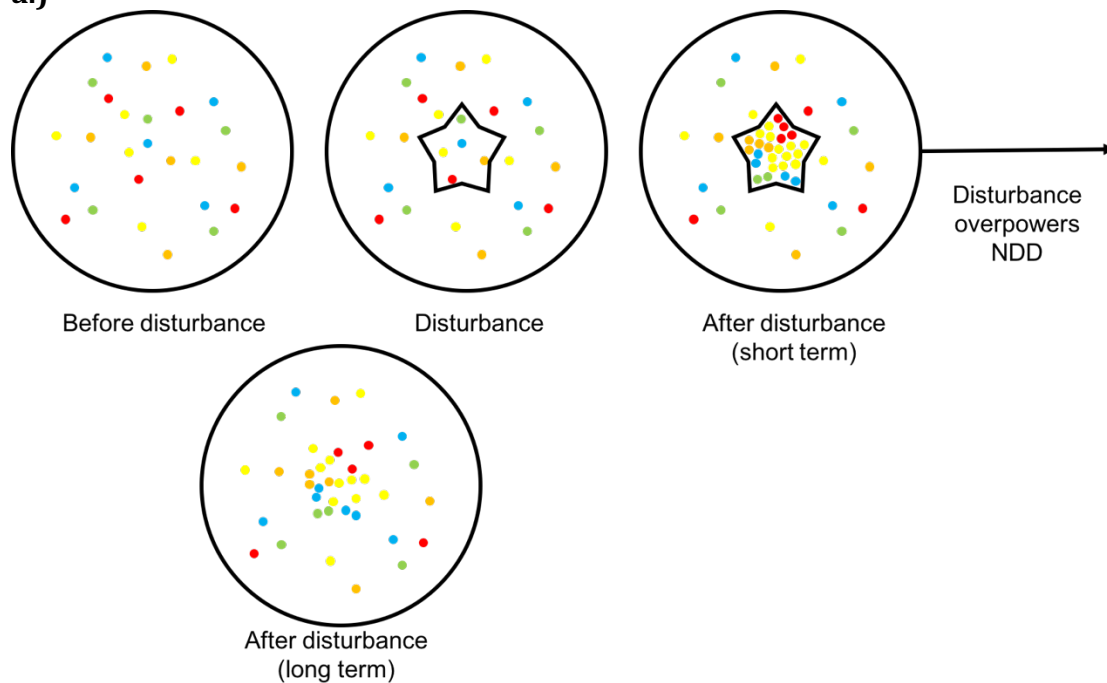 Before disturbance
Disturbance
After disturbance
(short term)
Disturbance
overpowers
NDD
After disturbance
(long term)